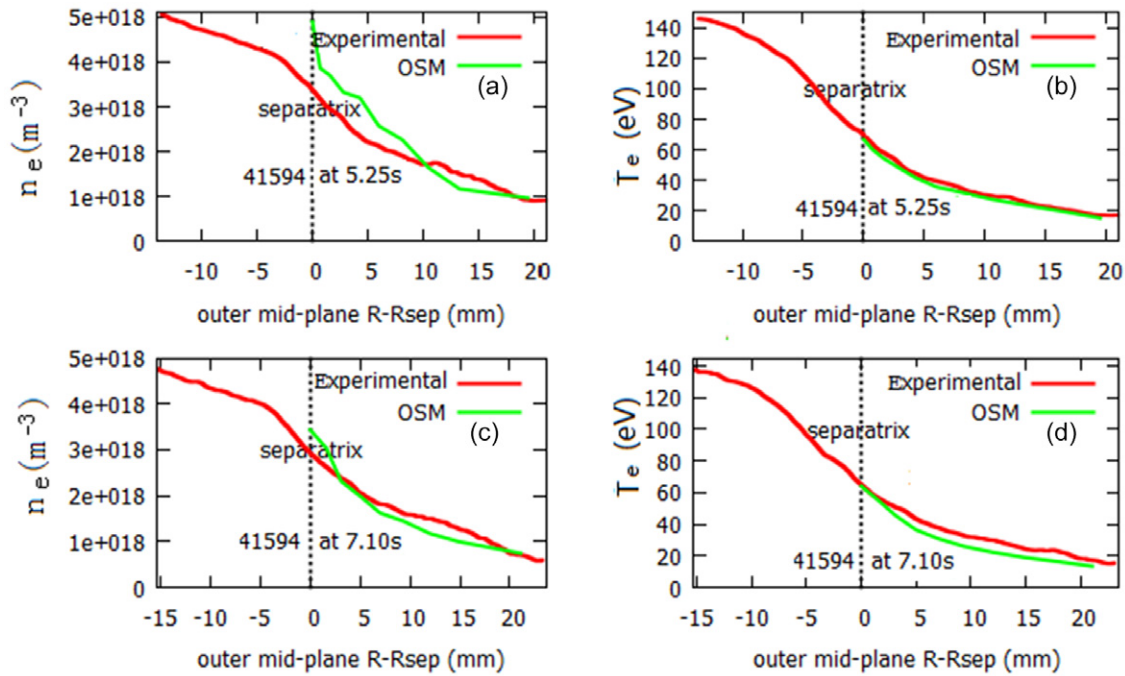 5e+018
4e+018
3e+018
2e+018
1e+018
0
n e (m⁻³)
Experimental
OSM
(a)
separatrix
41594 at 5.25s
-10 -5 0 5 10 15 20
outer mid-plane R-Rsep (mm)
140
120
100
80
60
40
20
0
T e (eV)
Experimental
OSM
(b)
separatrix
41594 at 5.25s
-10 -5 0 5 10 15 20
outer mid-plane R-Rsep (mm)
5e+018
4e+018
3e+018
2e+018
1e+018
0
n e (m⁻³)
Experimental
OSM
(c)
separatrix
41594 at 7.10s
-15 -10 -5 0 5 10 15 20
outer mid-plane R-Rsep (mm)
140
120
100
80
60
40
20
0
T e (eV)
Experimental
OSM
(d)
separatrix
41594 at 7.10s
-15 -10 -5 0 5 10 15 20
outer mid-plane R-Rsep (mm)